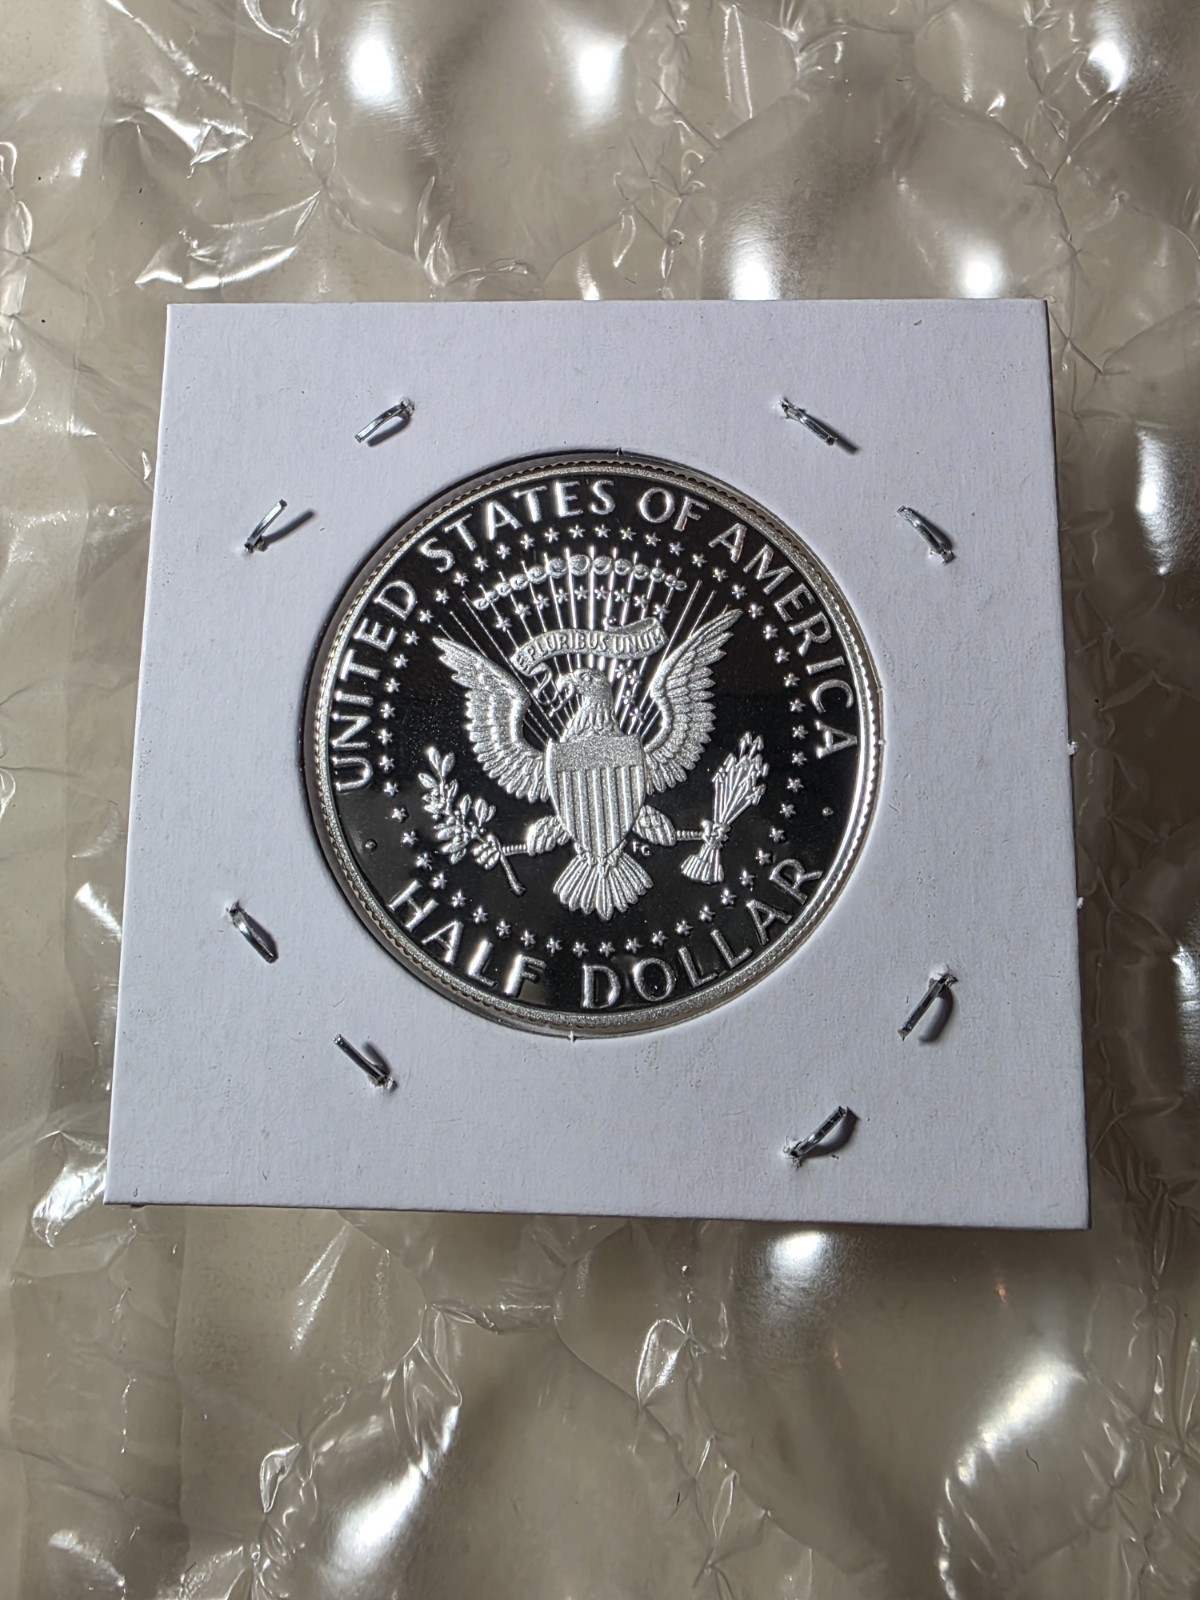 UNITED STATES OF AMERICA
E PLURIBUS UNUM
FG
HALF DOLLAR